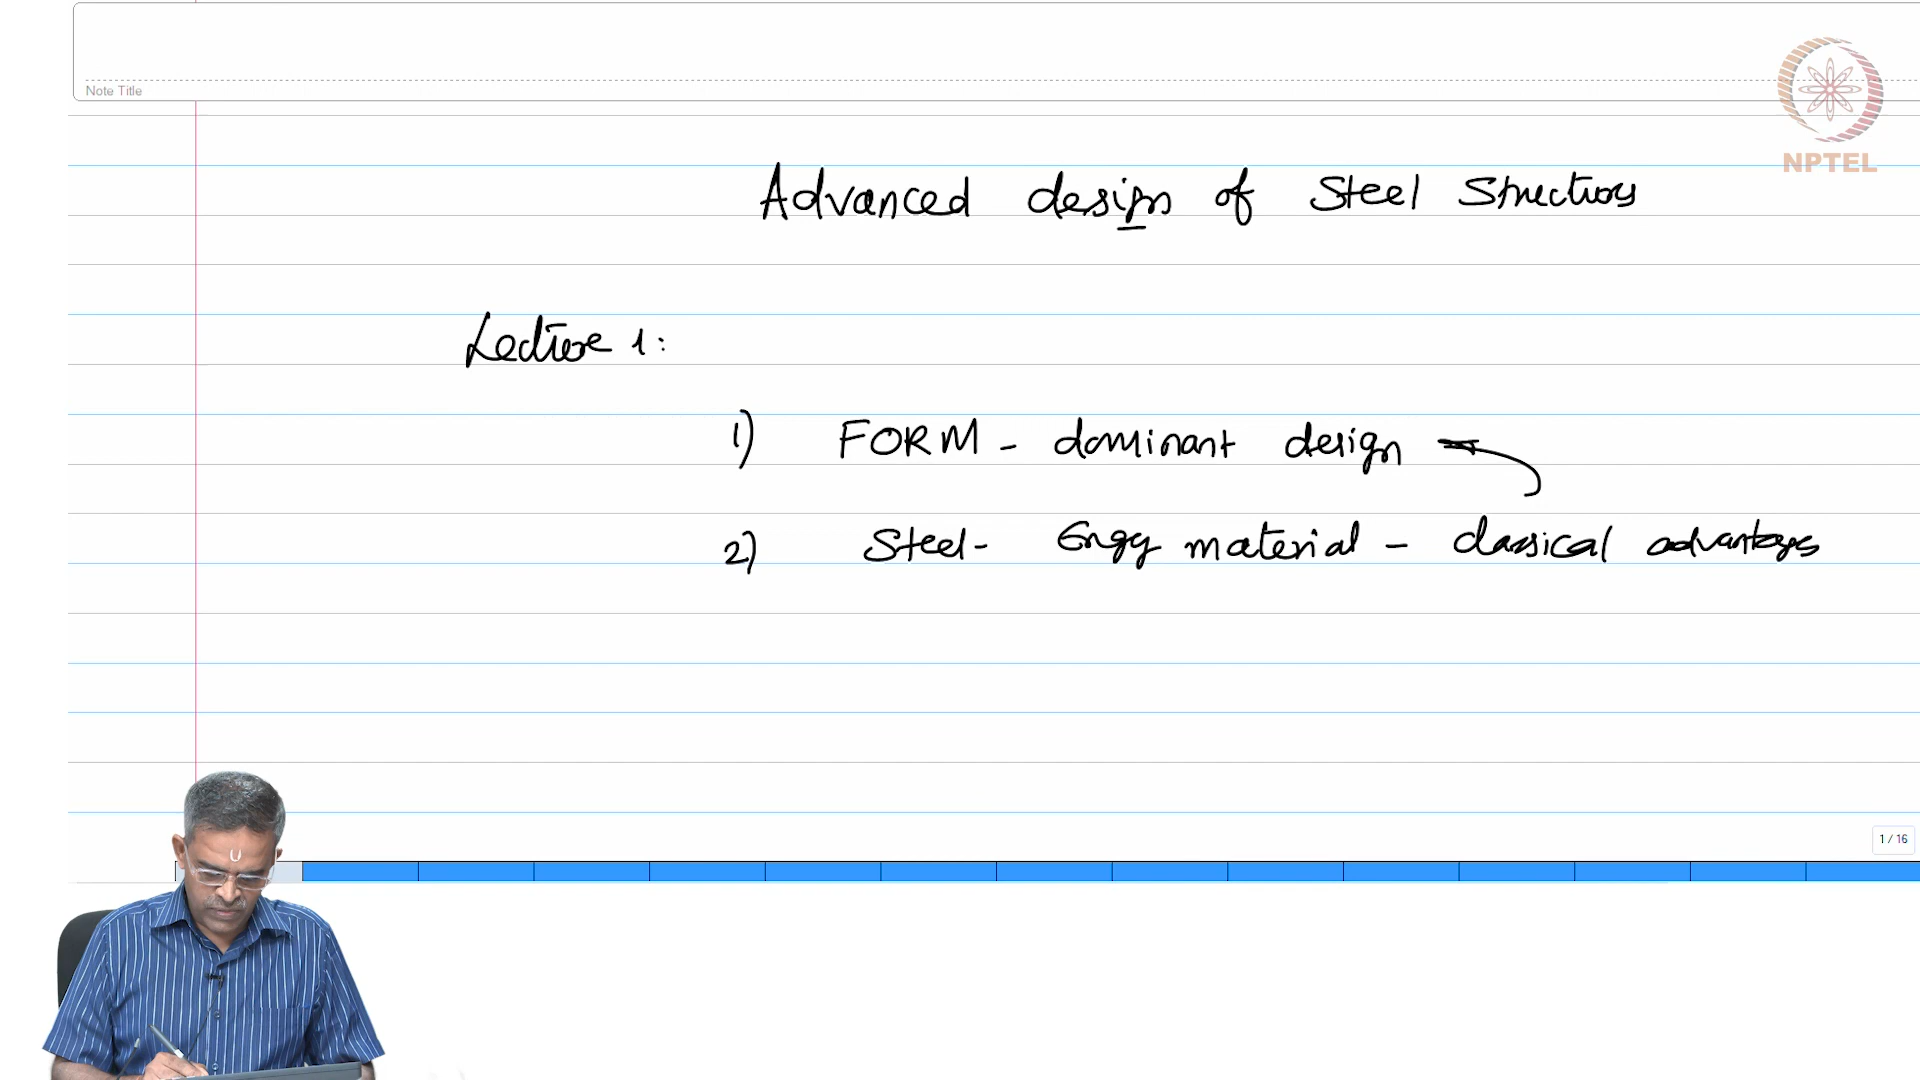 Note Title
NPTEL
Advanced design of Steel Structures
Lecture 1:
1) FORM - dominant design
2) Steel - Engg material - classical advantages
1 / 16